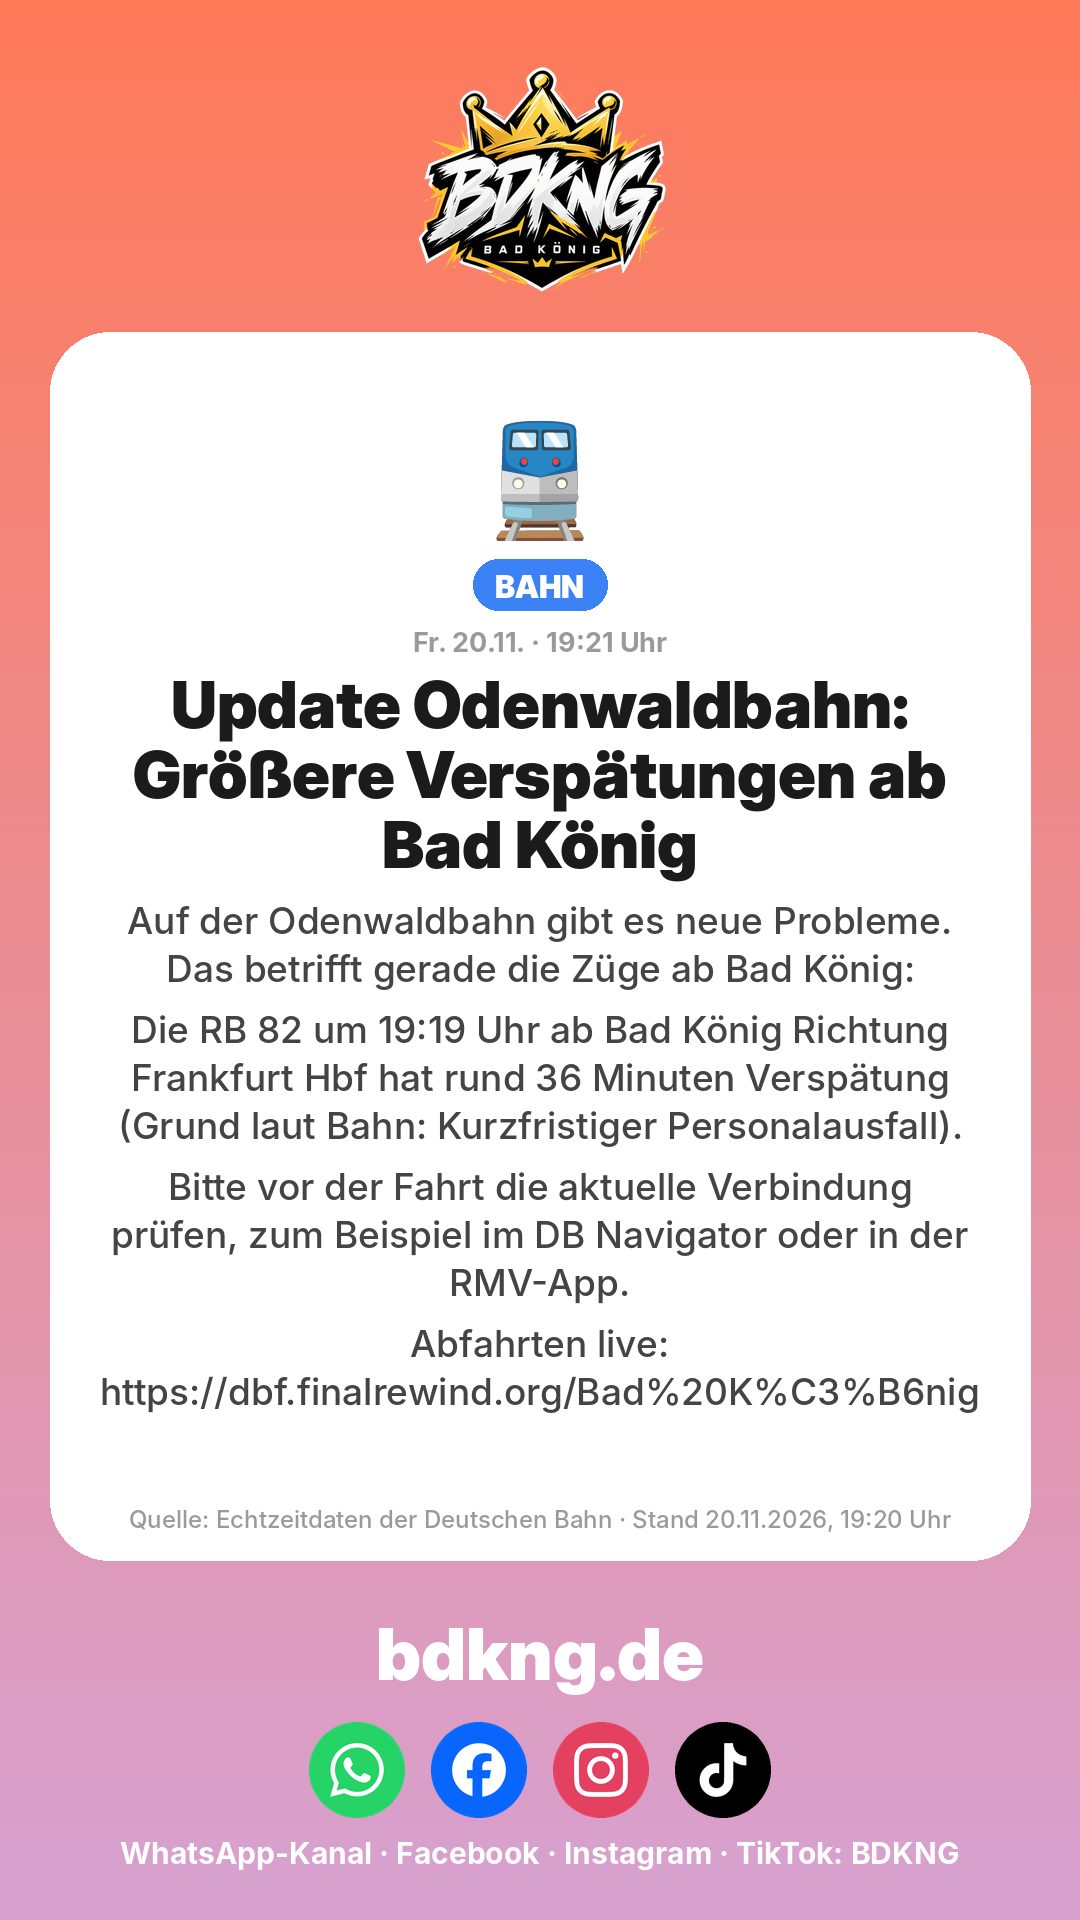 BDKNG
BAD KÖNIG
BAHN
Fr. 20.11. · 19:21 Uhr
Update Odenwaldbahn:
Größere Verspätungen ab
Bad König
Auf der Odenwaldbahn gibt es neue Probleme.
Das betrifft gerade die Züge ab Bad König:
Die RB 82 um 19:19 Uhr ab Bad König Richtung
Frankfurt Hbf hat rund 36 Minuten Verspätung
(Grund laut Bahn: Kurzfristiger Personalausfall).
Bitte vor der Fahrt die aktuelle Verbindung
prüfen, zum Beispiel im DB Navigator oder in der
RMV-App.
Abfahrten live:
https://dbf.finalrewind.org/Bad%20K%C3%B6nig
Quelle: Echtzeitdaten der Deutschen Bahn · Stand 20.11.2026, 19:20 Uhr
bdkng.de
WhatsApp-Kanal · Facebook · Instagram · TikTok: BDKNG